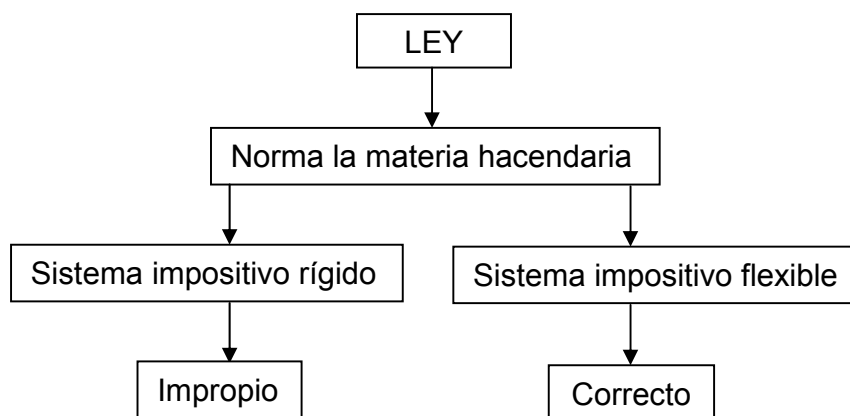 LEY
Norma la materia hacendaria
Sistema impositivo rígido
Sistema impositivo flexible
Impropio
Correcto